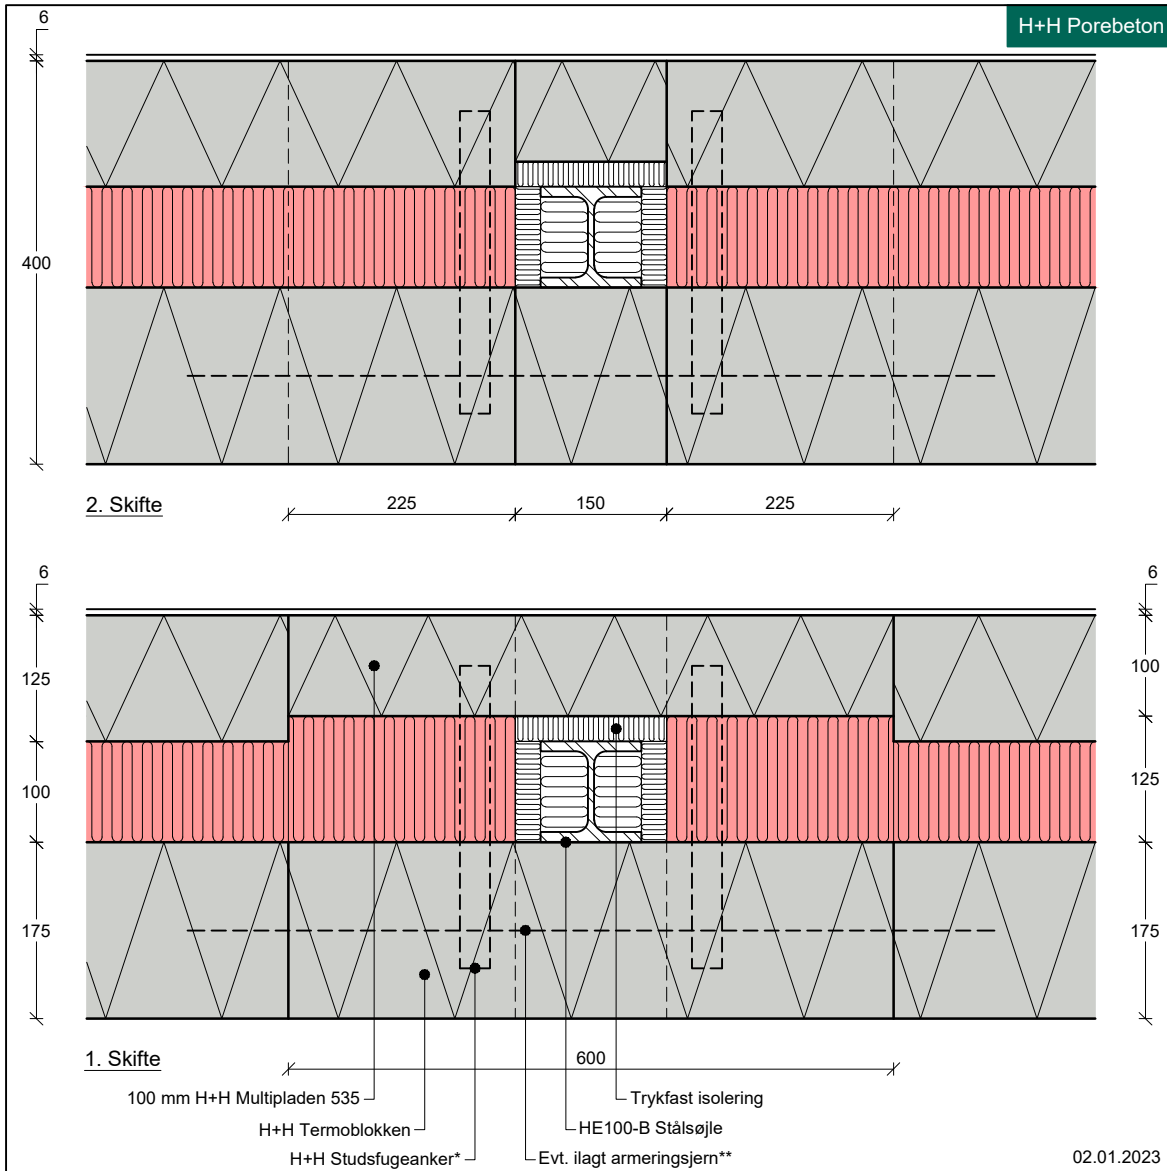 H+H Porebeton
6
400
2. Skifte
225
150
225
6
6
125
100
100
125
175
175
1. Skifte
600
100 mm H+H Multipladen 535
Trykfast isolering
H+H Termoblokken
HE100-B Stålsøjle
H+H Studsfugeanker*
Evt. ilagt armeringsjern**
02.01.2023